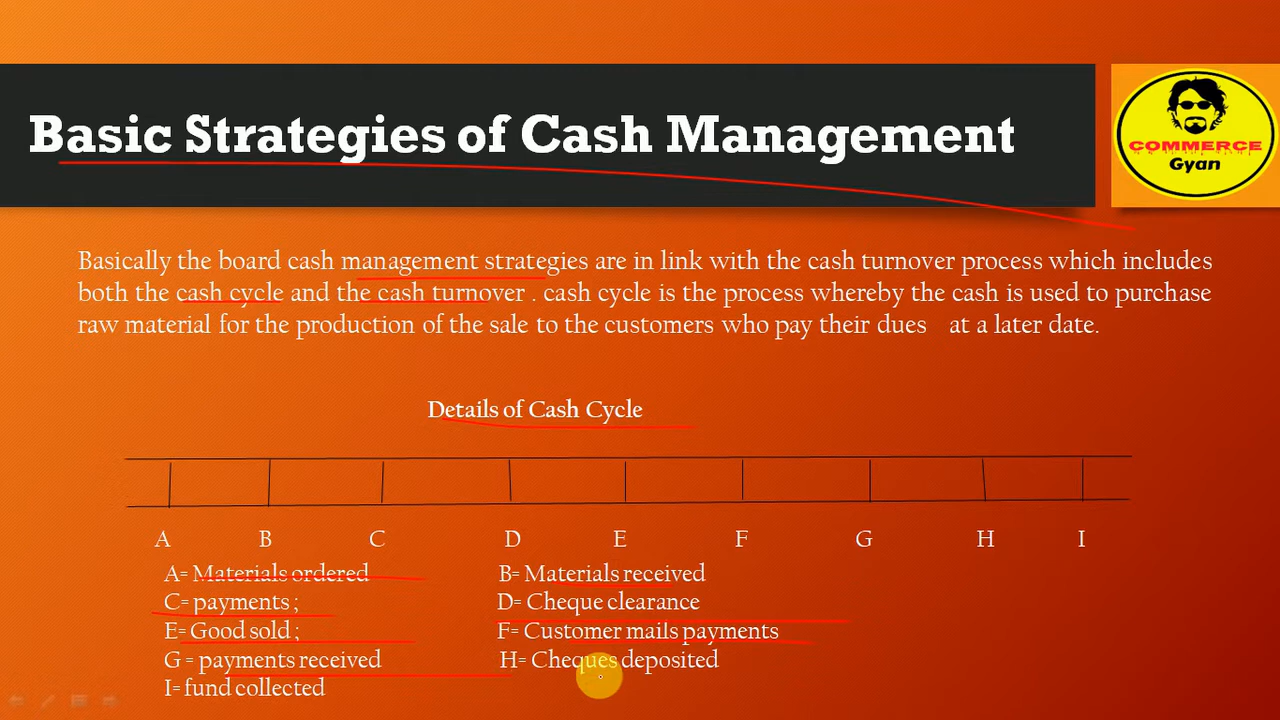 Basic Strategies of Cash Management
COMMERCE
Gyan
Basically the board cash management strategies are in link with the cash turnover process which includes
both the cash cycle and the cash turnover . cash cycle is the process whereby the cash is used to purchase
raw material for the production of the sale to the customers who pay their dues at a later date.
Details of Cash Cycle
A B C D E F G H I
A= Materials ordered B= Materials received
C= payments ; D= Cheque clearance
E= Good sold ; F= Customer mails payments
G = payments received H= Cheques deposited
I= fund collected